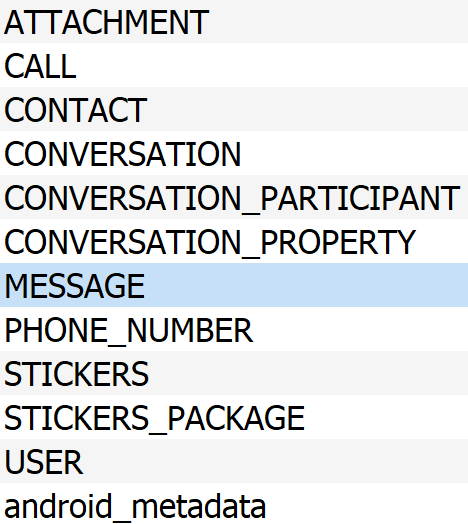 ATTACHMENT
CALL
CONTACT
CONVERSATION
CONVERSATION_PARTICIPANT
CONVERSATION_PROPERTY
MESSAGE
PHONE_NUMBER
STICKERS
STICKERS_PACKAGE
USER
android_metadata